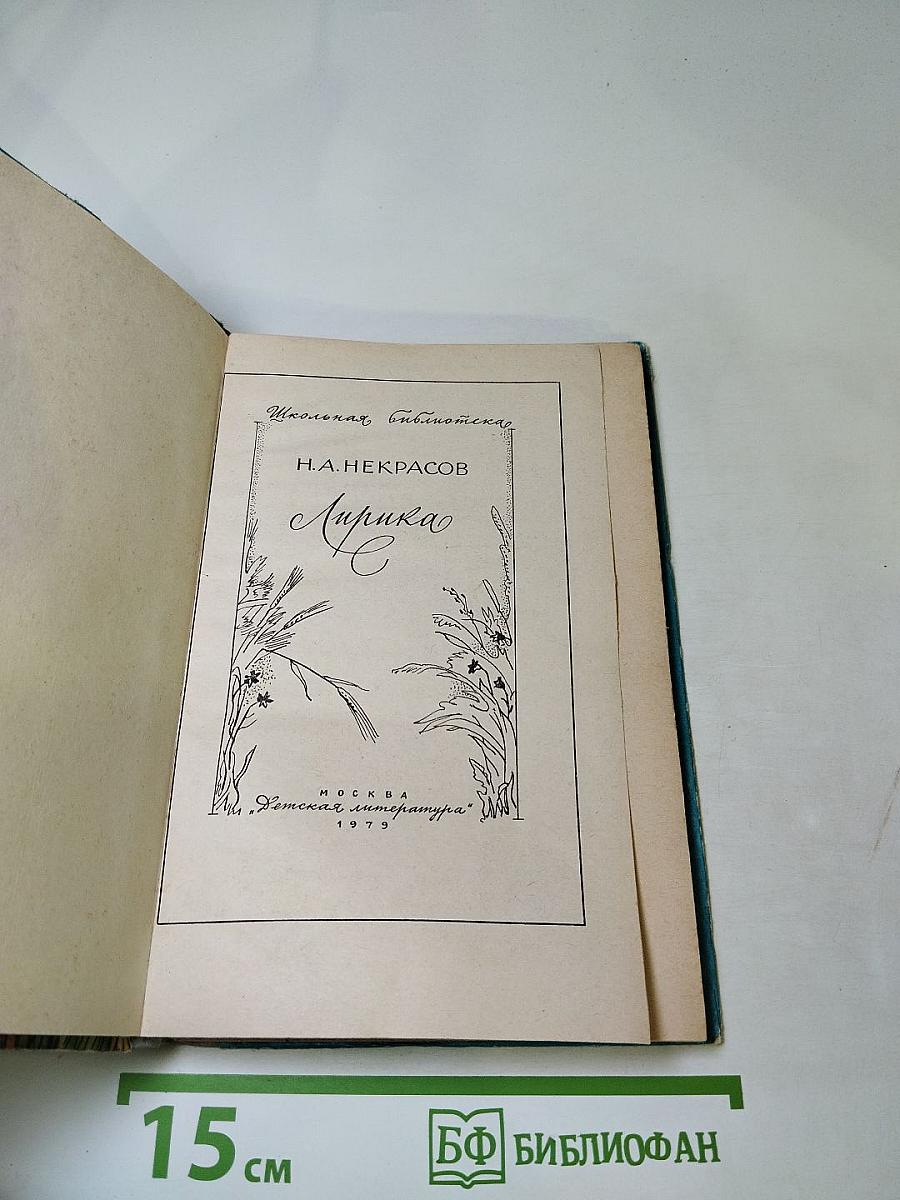 Школьная библиотека
Н.А.НЕКРАСОВ
Лирика
МОСКВА
„Детская литература"
1979
15 см
БФ БИБЛИОФАН